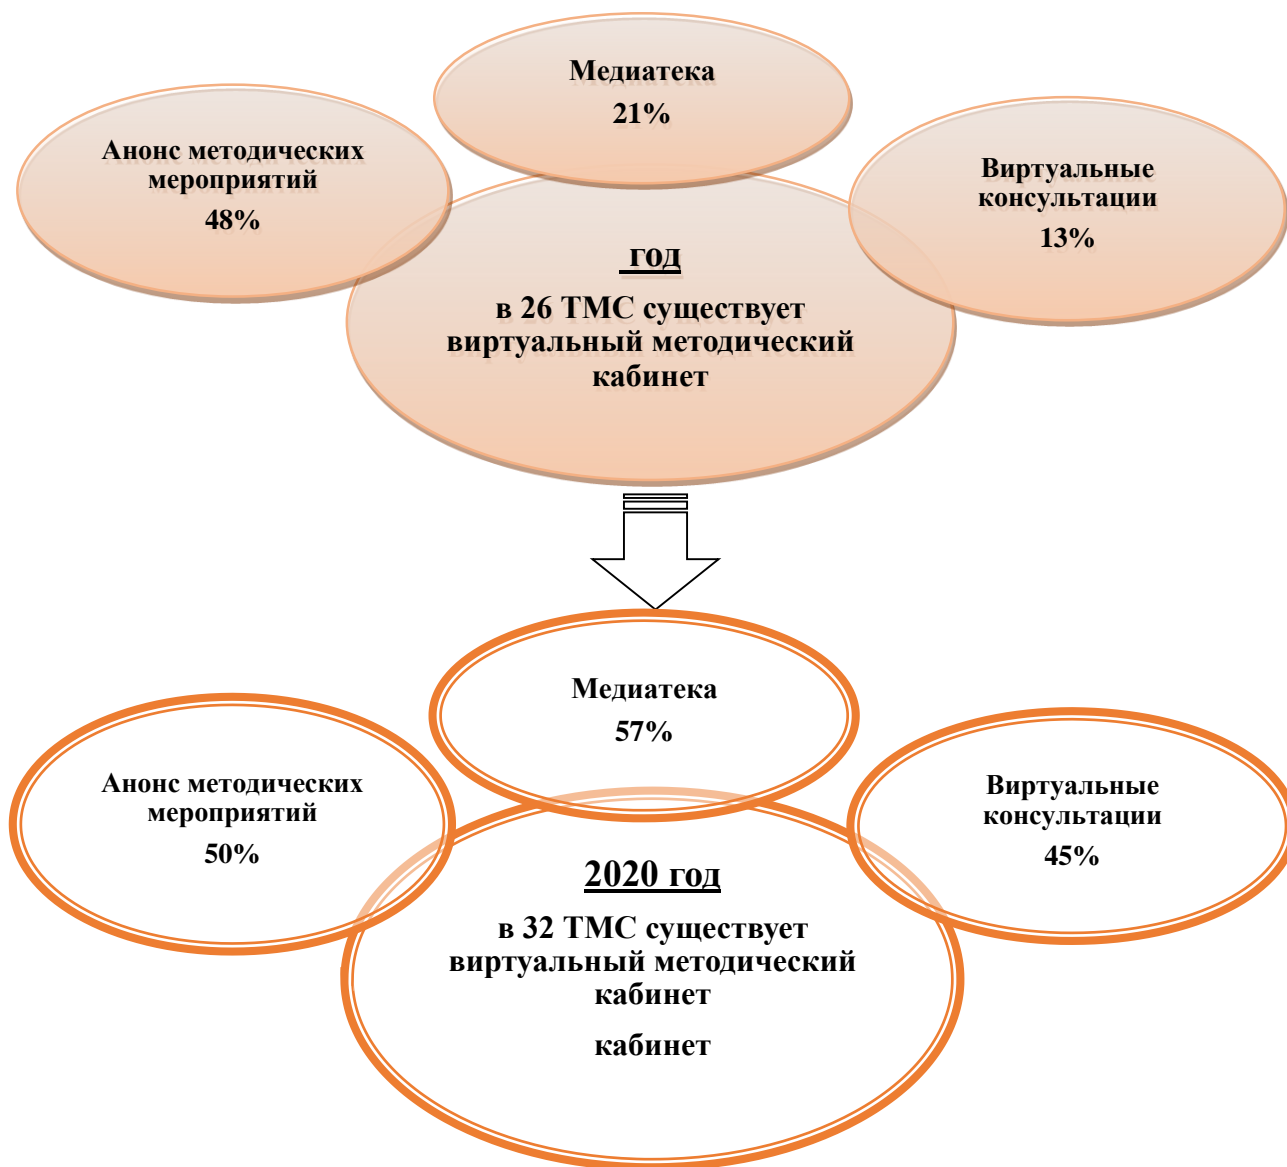 Медиатека
21%
Анонс методических
мероприятий
48%
Виртуальные
консультации
13%
год
в 26 ТМС существует
виртуальный методический
кабинет
Медиатека
57%
Анонс методических
мероприятий
50%
Виртуальные
консультации
45%
2020 год
в 32 ТМС существует
виртуальный методический
кабинет
кабинет